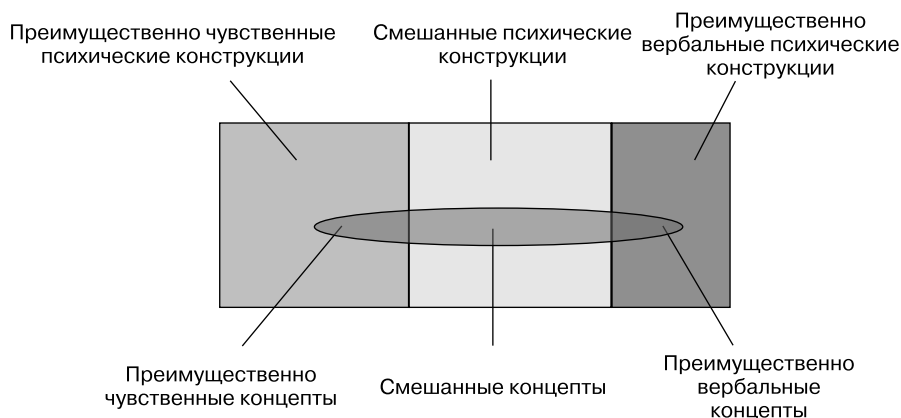 Преимущественно чувственные
психические конструкции
Смешанные психические
конструкции
Преимущественно
вербальные психические
конструкции
Преимущественно
чувственные концепты
Смешанные концепты
Преимущественно
вербальные
концепты